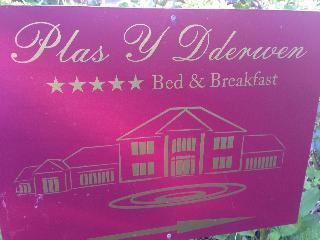 Plas Y Dderwen
★★★★★ Bed & Breakfast